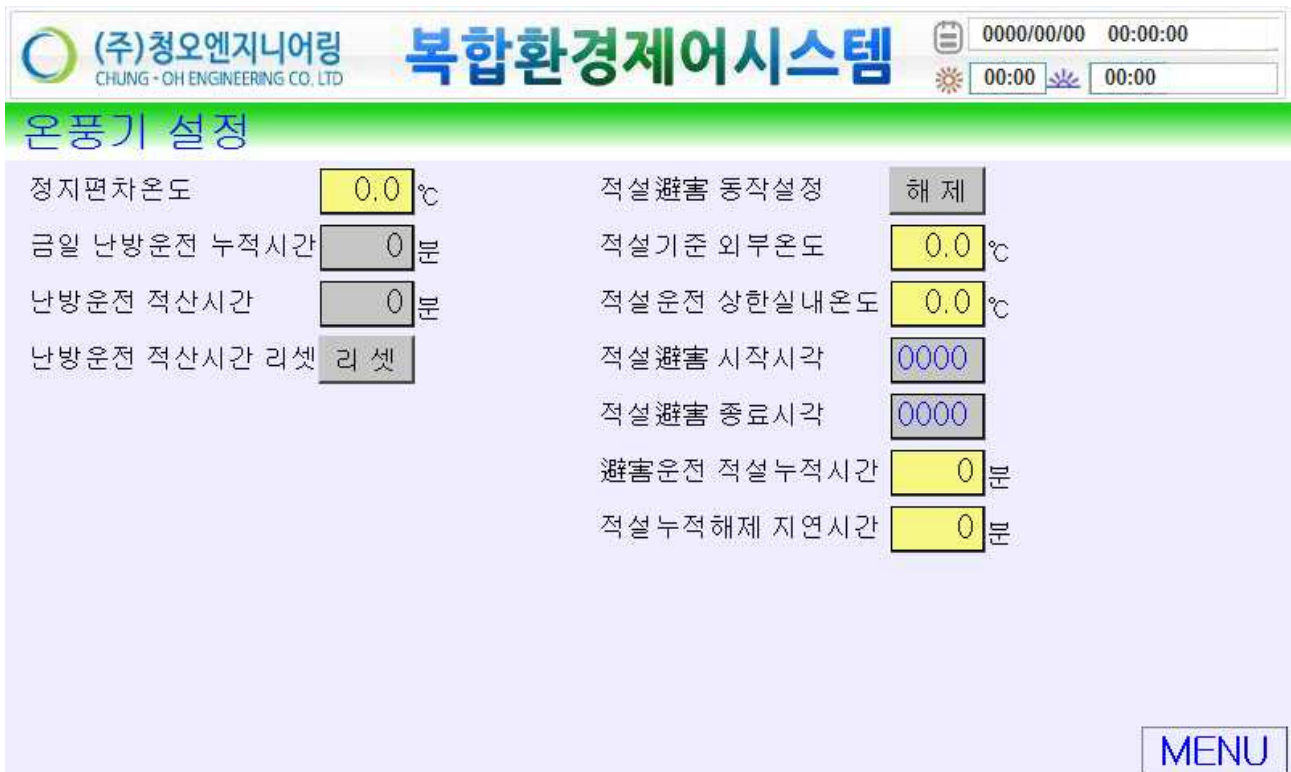 (주)청오엔지니어링
CHUNG·OH ENGINEERING CO. LTD
복합환경제어시스템
0000/00/00 00:00:00
00:00 00:00
온풍기 설정
정지편차온도 0.0 ℃
금일 난방운전 누적시간 0 분
난방운전 적산시간 0 분
난방운전 적산시간 리셋 리 셋
적설避害 동작설정 해 제
적설기준 외부온도 0.0 ℃
적설운전 상한실내온도 0.0 ℃
적설避害 시작시각 0000
적설避害 종료시각 0000
避害운전 적설누적시간 0 분
적설누적해제 지연시간 0 분
MENU